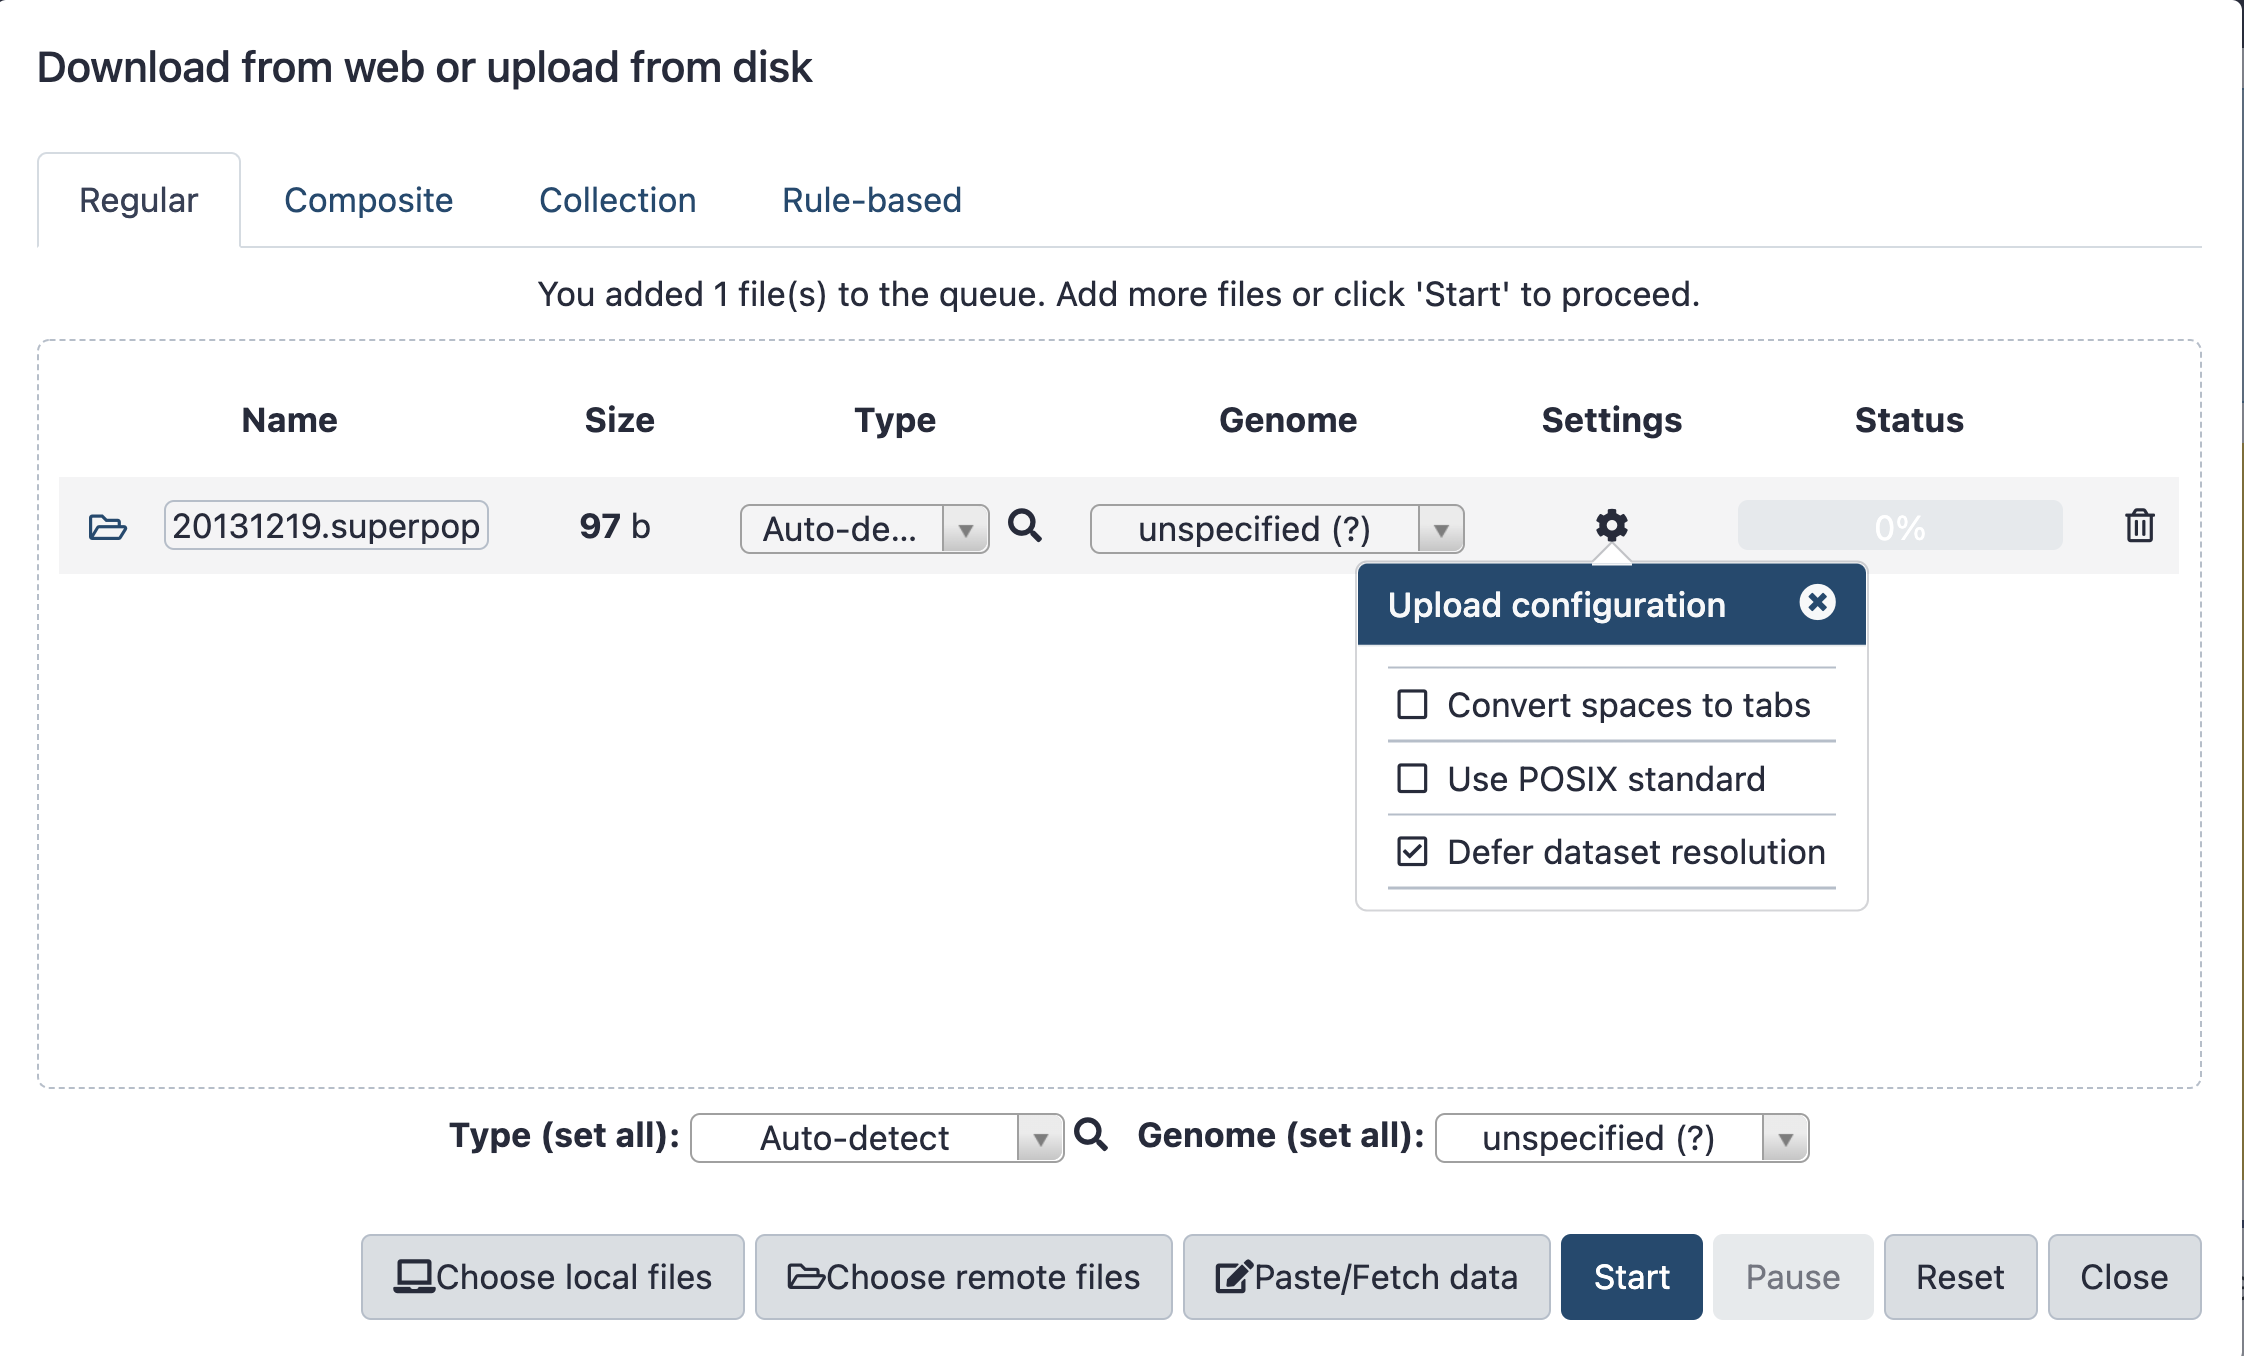 Download from web or upload from disk
Regular Composite Collection Rule-based
You added 1 file(s) to the queue. Add more files or click 'Start' to proceed.
Name Size Type Genome Settings Status
20131219.superpop 97 b Auto-de... unspecified (?) 0%
Upload configuration
Convert spaces to tabs
Use POSIX standard
Defer dataset resolution
Type (set all): Auto-detect Genome (set all): unspecified (?)
Choose local files Choose remote files Paste/Fetch data Start Pause Reset Close